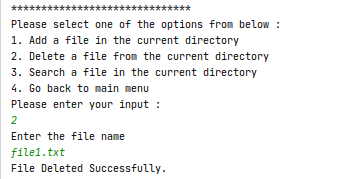 ******************************
Please select one of the options from below :
1. Add a file in the current directory
2. Delete a file from the current directory
3. Search a file in the current directory
4. Go back to main menu
Please enter your input :
2
Enter the file name
file1.txt
File Deleted Successfully.